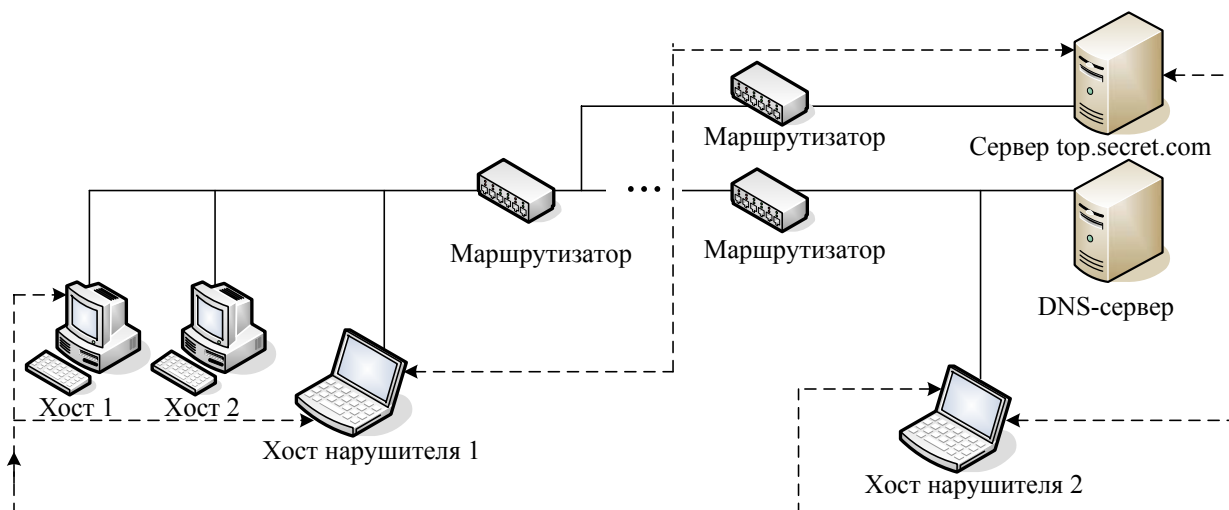 Маршрутизатор
Сервер top.secret.com
...
Маршрутизатор
Маршрутизатор
DNS-сервер
Хост 1
Хост 2
Хост нарушителя 1
Хост нарушителя 2